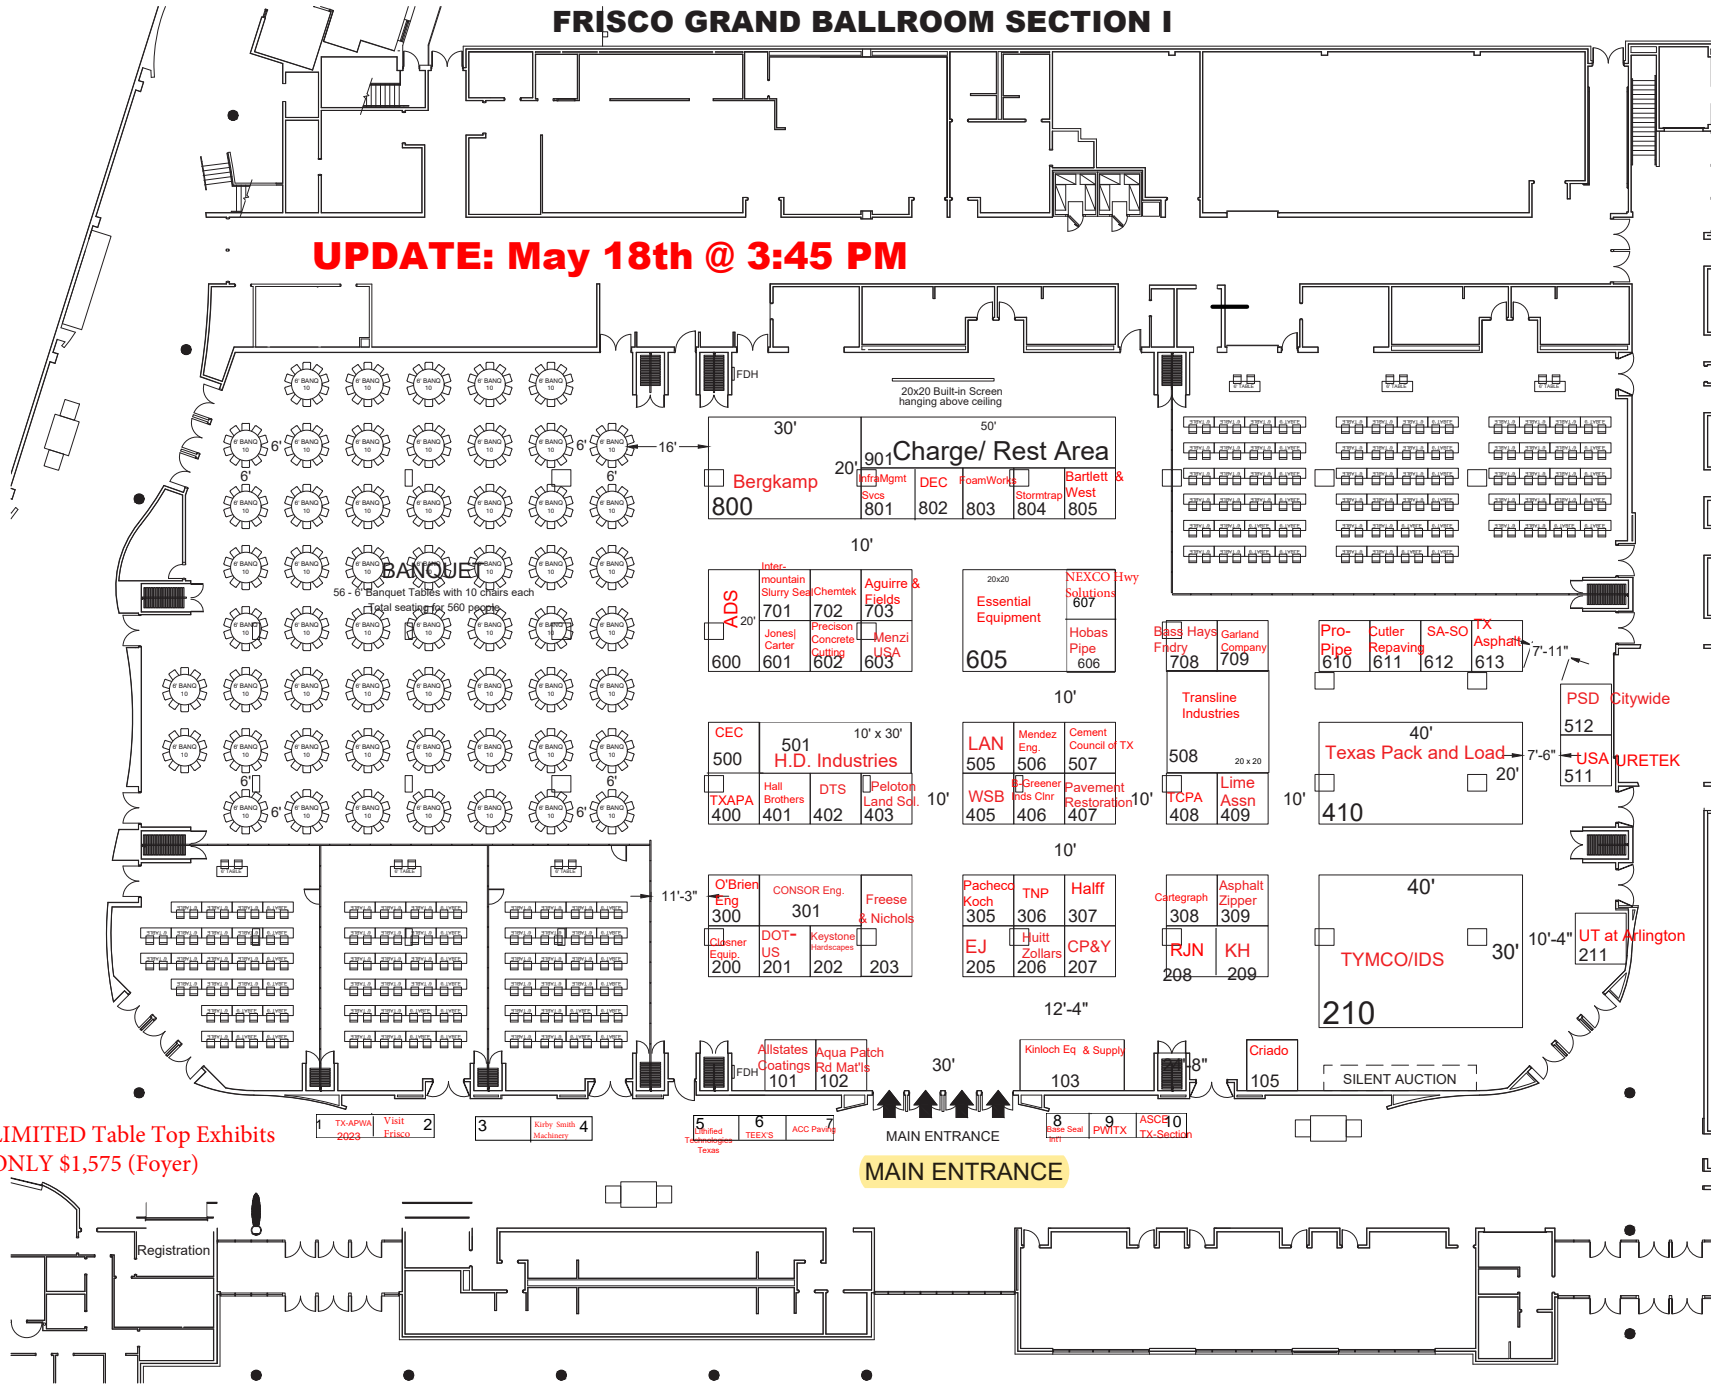 FRISCO GRAND BALLROOM SECTION I
UPDATE: May 18th @ 3:45 PM
FDH
20x20 Built-in Screen
hanging above ceiling
30'
50'
20'
901 Charge/ Rest Area
16'
Bergkamp
800
InfraMgmt
Svcs
801
DEC
802
FoamWorks
803
Stormtrap
804
Bartlett & West
805
10'
BANQUET
56 - 6' Banquet Tables with 10 chairs each
Total seating for 560 people
6' BANQ
10
6'
6' TABLE
ADS
20'
600
Inter-
mountain
Slurry Seal
701
Chemtek
702
Aguirre &
Fields
703
Jones|
Carter
601
Precison
Concrete
Cutting
602
Menzi
USA
603
20x20
Essential
Equipment
605
NEXCO Hwy
Solutions
607
Hobas
Pipe
606
Bass Hays
Fndry
708
Garland
Company
709
Pro-
Pipe
610
Cutler
Repaving
611
SA-SO
612
TX
Asphalt
613
7'-11"
10'
Transline
Industries
508
20 x 20
PSD Citywide
512
USA URETEK
511
CEC
500
501
10' x 30'
H.D. Industries
LAN
505
Mendez
Eng.
506
Cement
Council of TX
507
40'
Texas Pack and Load
20'
7'-6"
410
TXAPA
400
Hall
Brothers
401
DTS
402
Peloton
Land Sol.
403
10'
WSB
405
B-Greener
Inds Clnr
406
Pavement
Restoration
407
10'
TCPA
408
Lime
Assn
409
10'
10'
11'-3"
O'Brien
Eng
300
CONSOR Eng.
301
Freese
& Nichols
203
Pacheco
Koch
305
TNP
306
Halff
307
Cartegraph
308
Asphalt
Zipper
309
40'
TYMCO/IDS
30'
210
10'-4"
UT at Arlington
211
Closner
Equip.
200
DOT-
US
201
Keystone
Hardscapes
202
EJ
205
Huitt
Zollars
206
CP&Y
207
RJN
208
KH
209
12'-4"
FDH
Allstates
Coatings
101
Aqua Patch
Rd Mat'ls
102
30'
Kinloch Eq & Supply
103
Criado
105
SILENT AUCTION
1
TX-APWA
2023
Visit
Frisco
2
3
Kirby Smith
Machinery
4
5
Lithified
Technologies
Texas
6
TEEX'S
7
ACC Paving
MAIN ENTRANCE
8
Base Seal
Int'l
9
PWITX
10
ASCE
TX-Section
LIMITED Table Top Exhibits
ONLY $1,575 (Foyer)
MAIN ENTRANCE
Registration